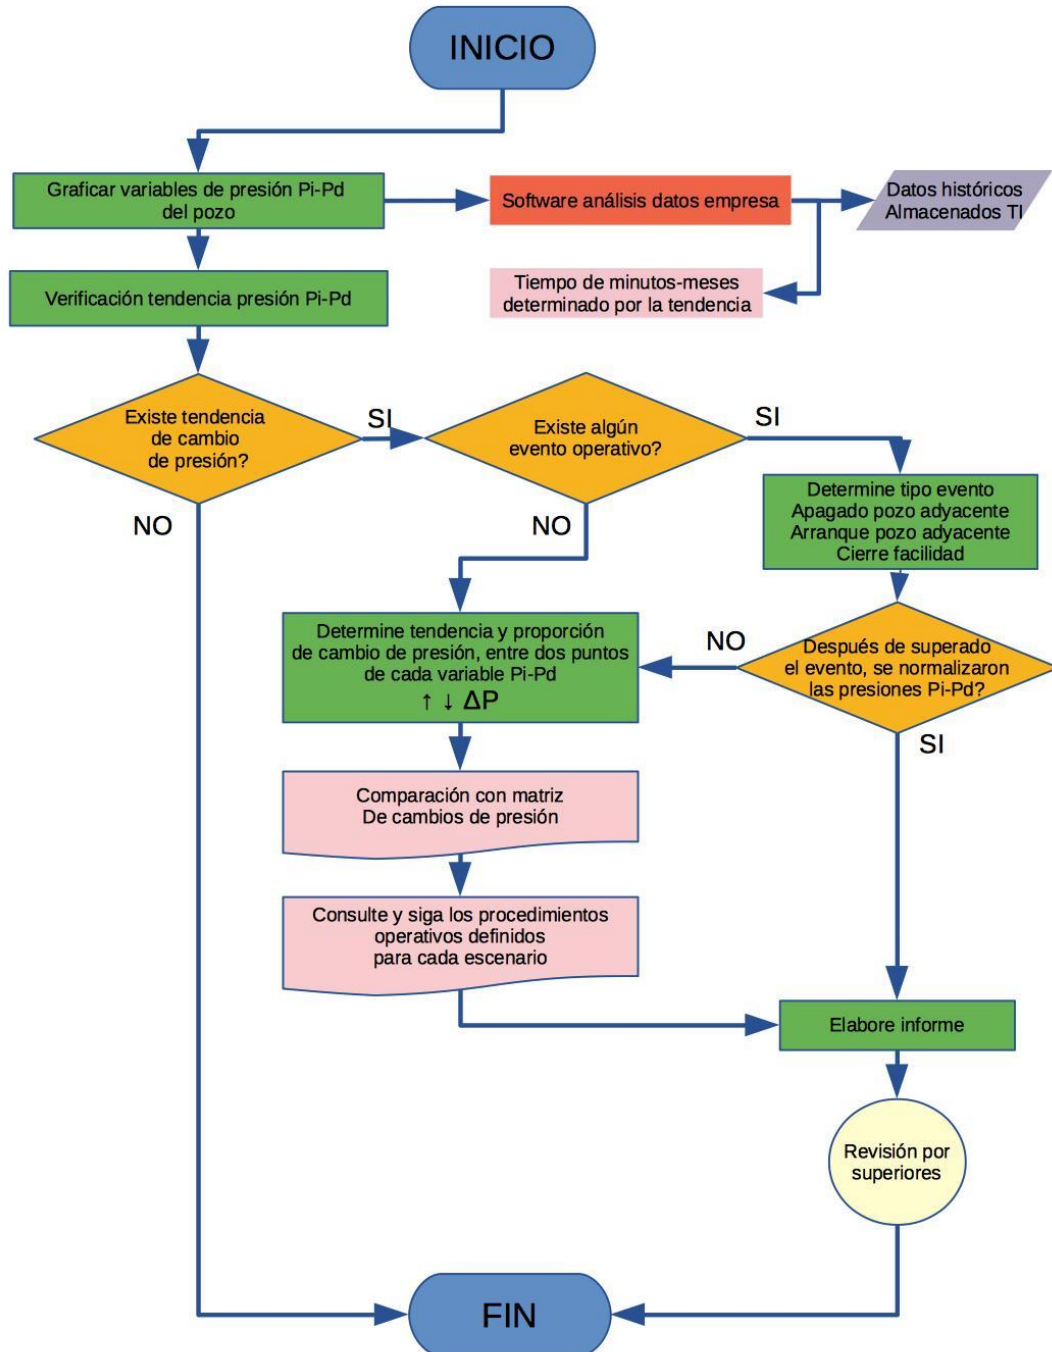 INICIO
Graficar variables de presión Pi-Pd
del pozo
Software análisis datos empresa
Datos históricos
Almacenados TI
Verificación tendencia presión Pi-Pd
Tiempo de minutos-meses
determinado por la tendencia
Existe tendencia
de cambio
de presión?
SI
Existe algún
evento operativo?
SI
NO
NO
Determine tipo evento
Apagado pozo adyacente
Arranque pozo adyacente
Cierre facilidad
Determine tendencia y proporción
de cambio de presión, entre dos puntos
de cada variable Pi-Pd
↑ ↓ ΔP
NO
Después de superado
el evento, se normalizaron
las presiones Pi-Pd?
SI
Comparación con matriz
De cambios de presión
Consulte y siga los procedimientos
operativos definidos
para cada escenario
Elabore informe
Revisión por
superiores
FIN